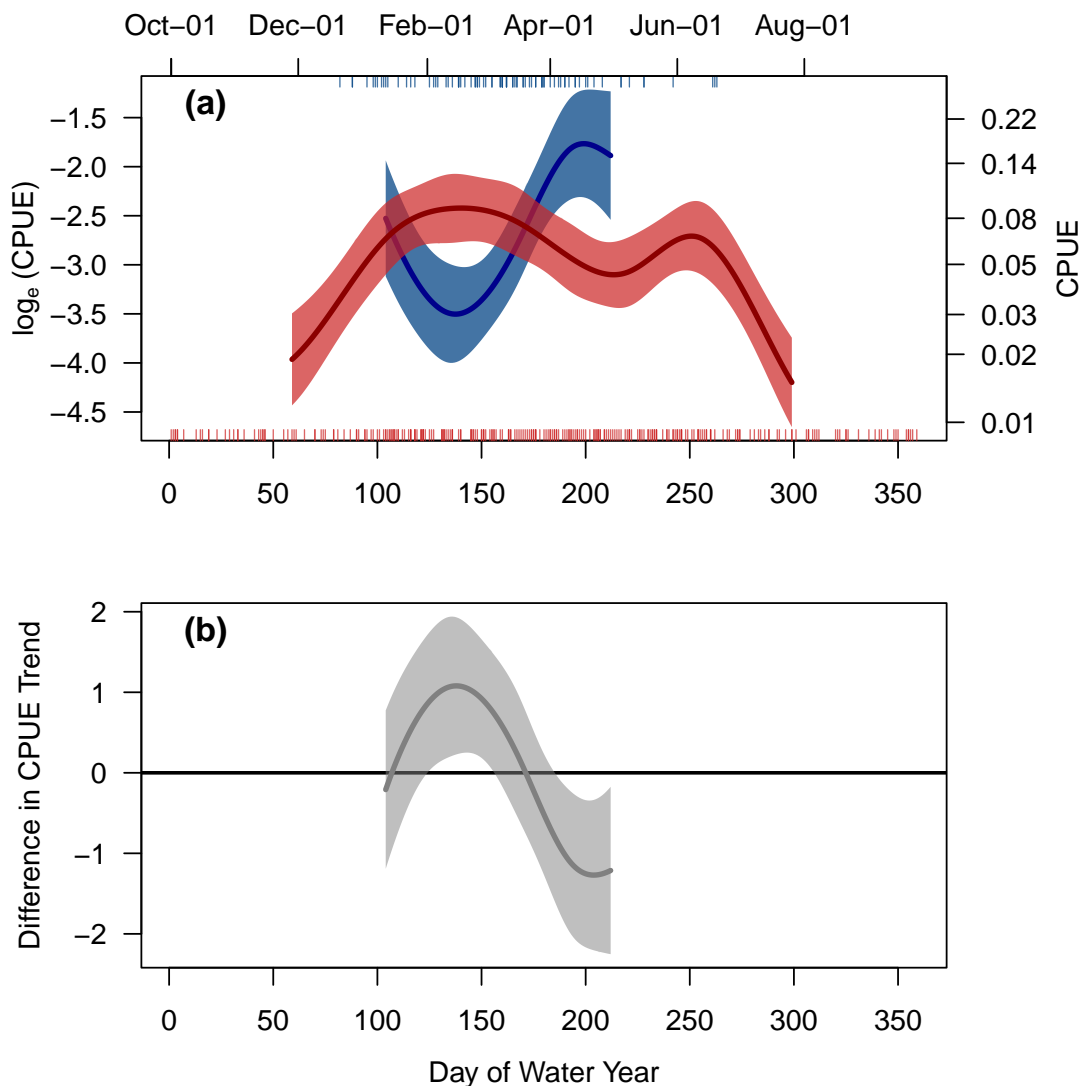 Oct−01 Dec−01 Feb−01 Apr−01 Jun−01 Aug−01
(a)
−1.5
−2.0
−2.5
−3.0
−3.5
−4.0
−4.5
logₑ (CPUE)
0.22
0.14
0.08
0.05
0.03
0.02
0.01
CPUE
0 50 100 150 200 250 300 350
(b)
2
1
0
−1
−2
Difference in CPUE Trend
0 50 100 150 200 250 300 350
Day of Water Year